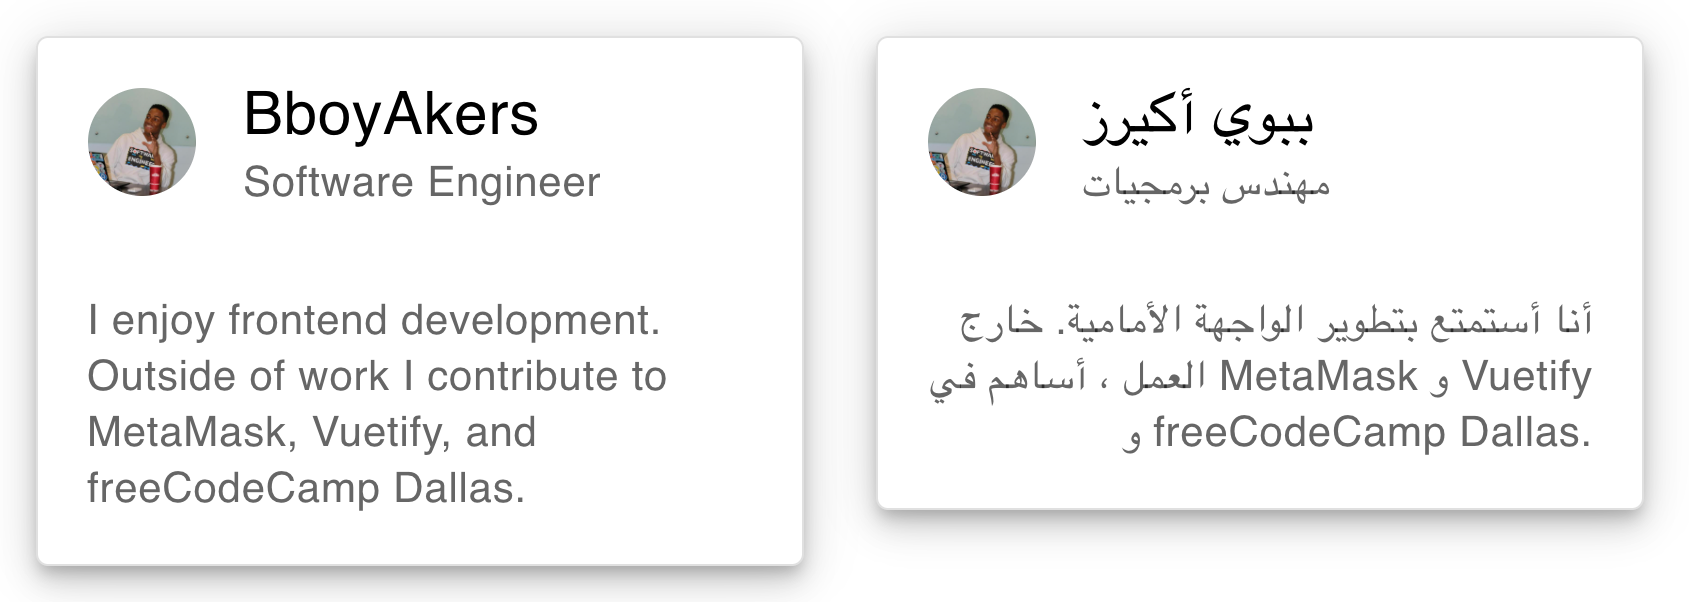 BboyAkers
Software Engineer
I enjoy frontend development.
Outside of work I contribute to
MetaMask, Vuetify, and
freeCodeCamp Dallas.
ببوي أكيرز
مهندس برمجيات
أنا أستمتع بتطوير الواجهة الأمامية. خارج
العمل ، أساهم في MetaMask و Vuetify
و freeCodeCamp Dallas.